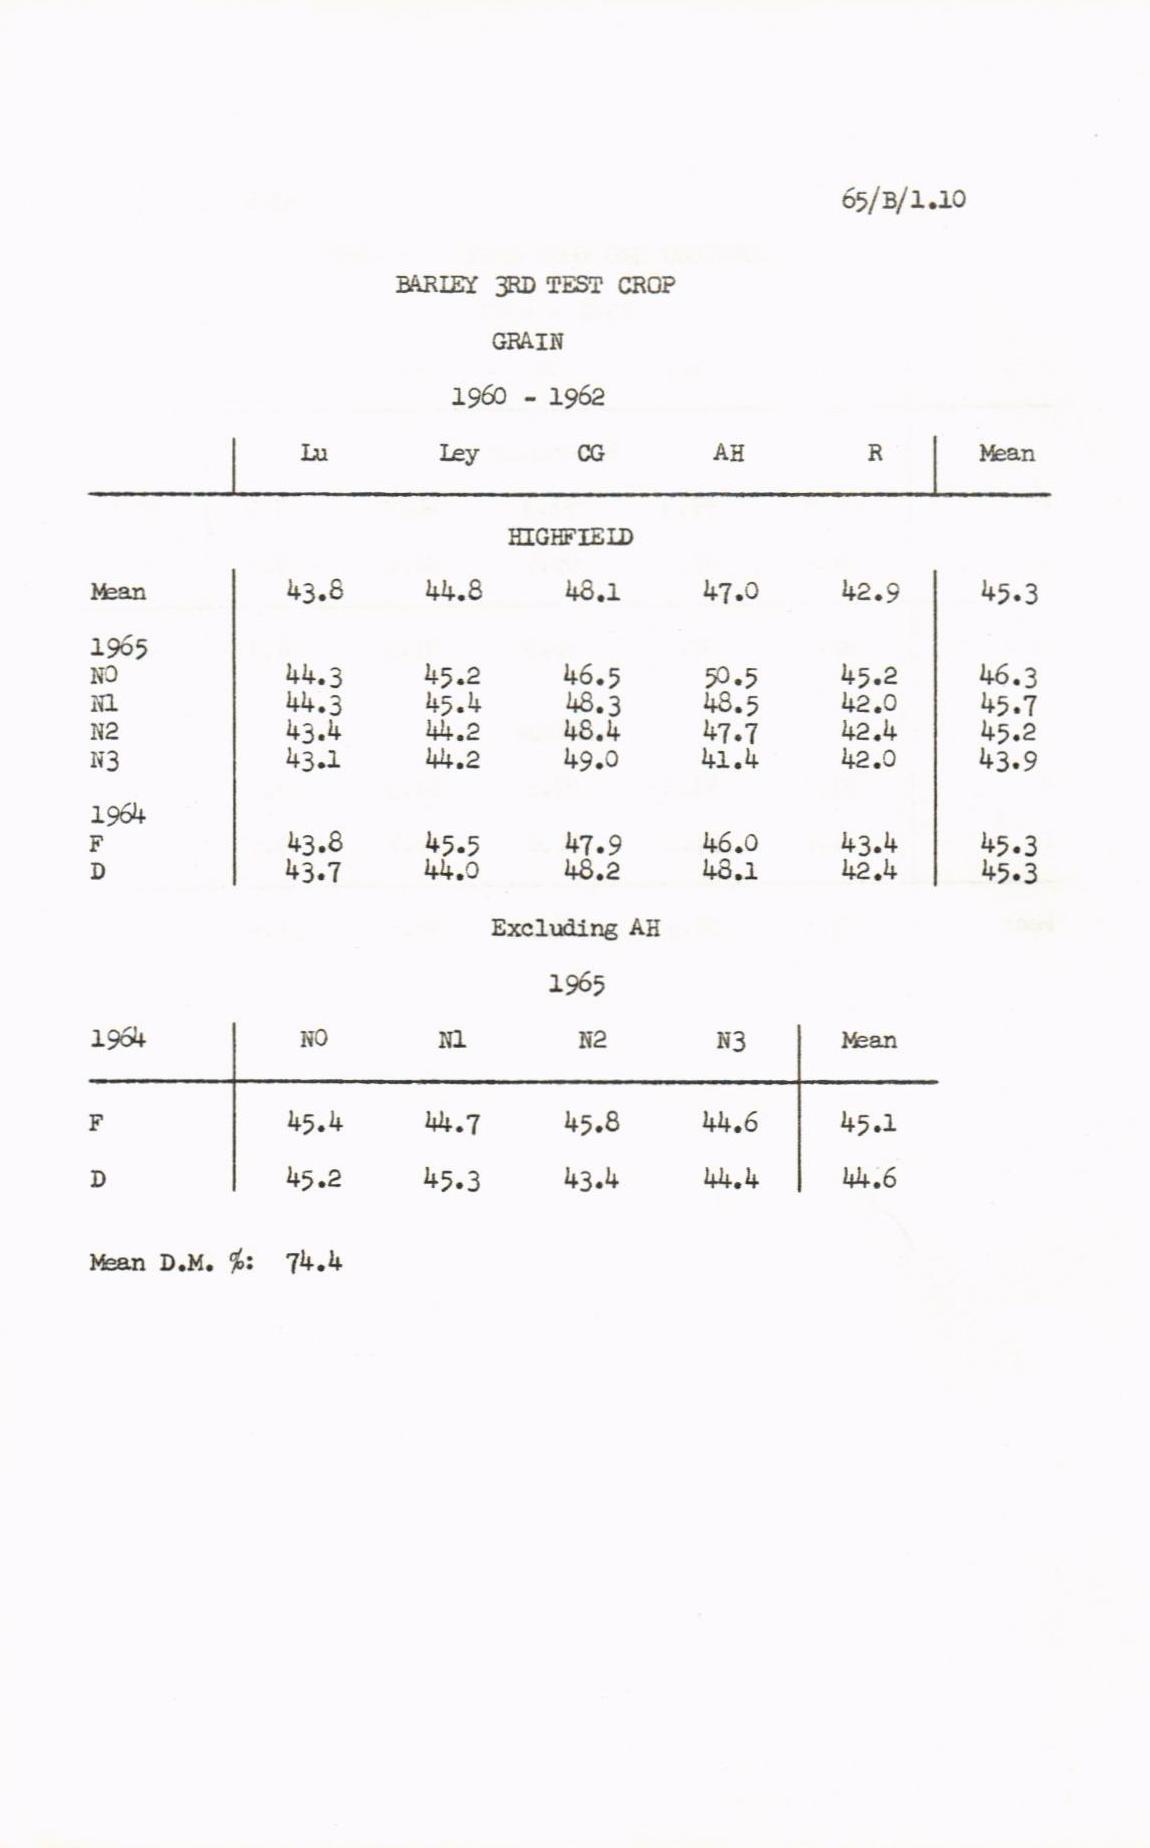 65/B/1.10
BARLEY 3RD TEST CROP
GRAIN
1960 - 1962
Lu Ley CG AH R Mean
HIGHFIELD
Mean 43.8 44.8 48.1 47.0 42.9 45.3
1965
N0 44.3 45.2 46.5 50.5 45.2 46.3
N1 44.3 45.4 48.3 48.5 42.0 45.7
N2 43.4 44.2 48.4 47.7 42.4 45.2
N3 43.1 44.2 49.0 41.4 42.0 43.9
1964
F 43.8 45.5 47.9 46.0 43.4 45.3
D 43.7 44.0 48.2 48.1 42.4 45.3
Excluding AH
1965
1964 N0 N1 N2 N3 Mean
F 45.4 44.7 45.8 44.6 45.1
D 45.2 45.3 43.4 44.4 44.6
Mean D.M. %: 74.4